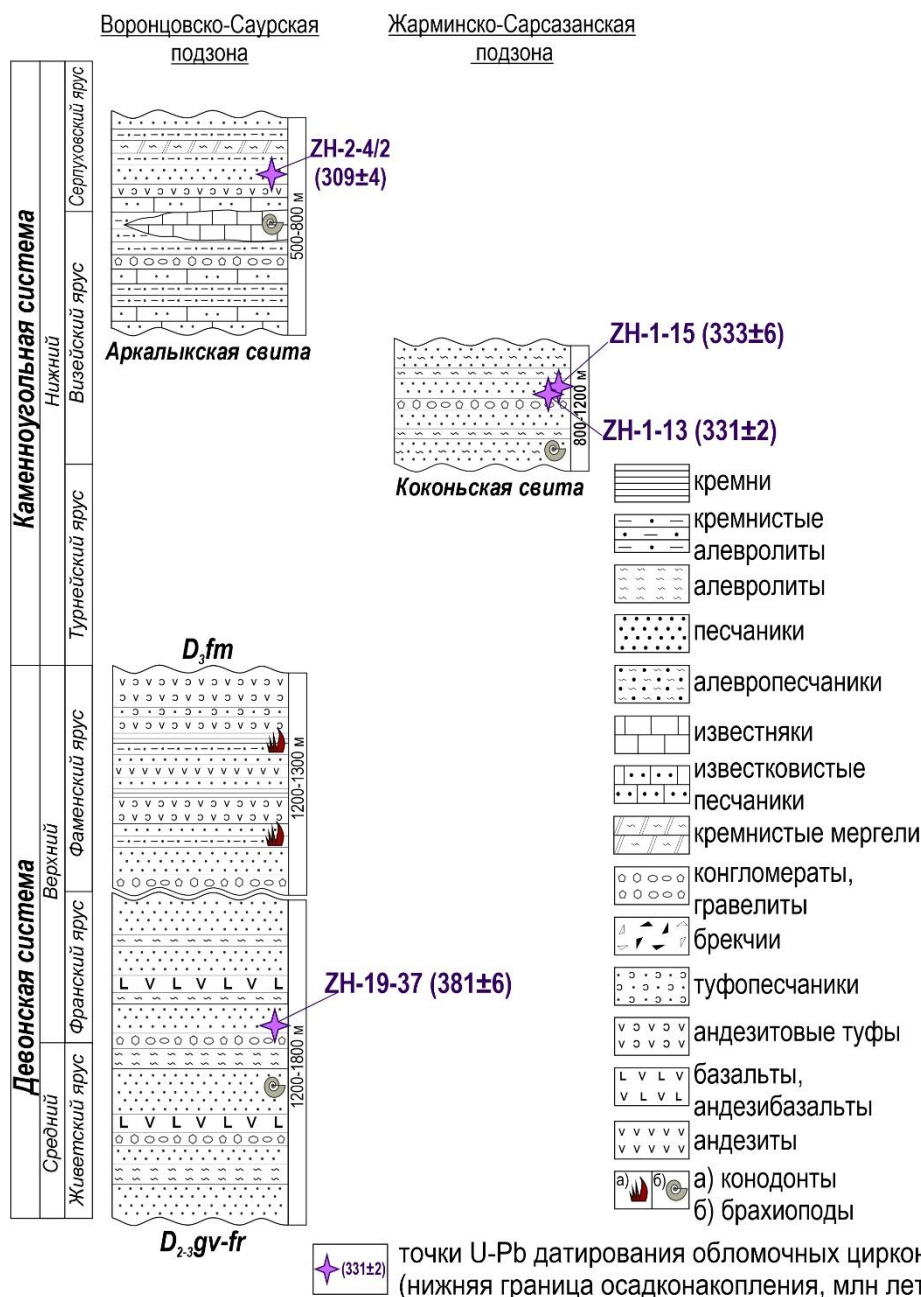 Воронцовско-Саурская
подзона
Жарминско-Сарсазанская
подзона
Каменноугольная система
Нижний
Серпуховский ярус
Визейский ярус
Турнейский ярус
Девонская система
Верхний
Средний
Фаменский ярус
Франский ярус
Живетский ярус
ZH-2-4/2
(309±4)
500-800 м
Аркалыкская свита
ZH-1-15 (333±6)
ZH-1-13 (331±2)
800-1200 м
Коконьская свита
D₃fm
1200-1300 м
ZH-19-37 (381±6)
1200-1800 м
D₂₋₃gv-fr
кремни
кремнистые
алевролиты
алевролиты
песчаники
алевропесчаники
известняки
известковистые
песчаники
кремнистые мергели
конгломераты,
гравелиты
брекчии
туфопесчаники
андезитовые туфы
базальты,
андезибазальты
андезиты
а) б) а) конодонты
б) брахиоподы
(331±2) точки U-Pb датирования обломочных циркон
(нижняя граница осадконакопления, млн лет